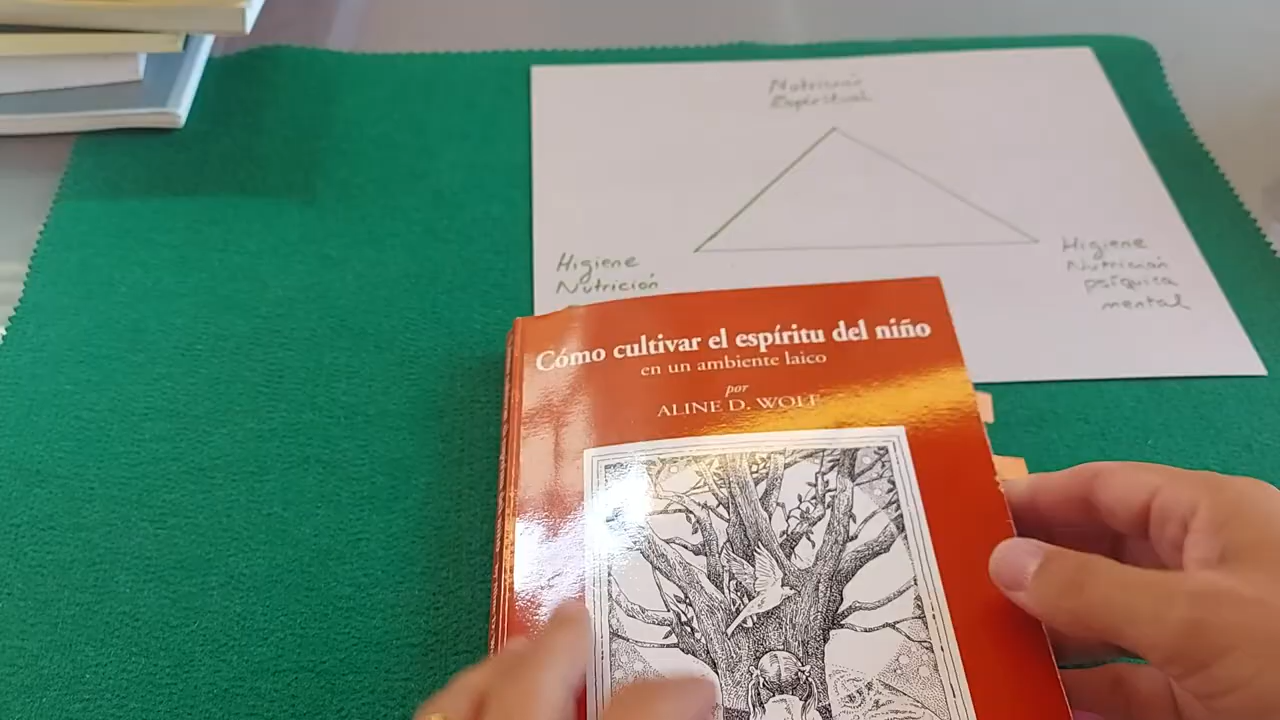 Nutrición
Espiritual
Higiene
Nutrición
Higiene
Nutrición
psíquica
mental
Cómo cultivar el espíritu del niño
en un ambiente laico
por
ALINE D. WOLF